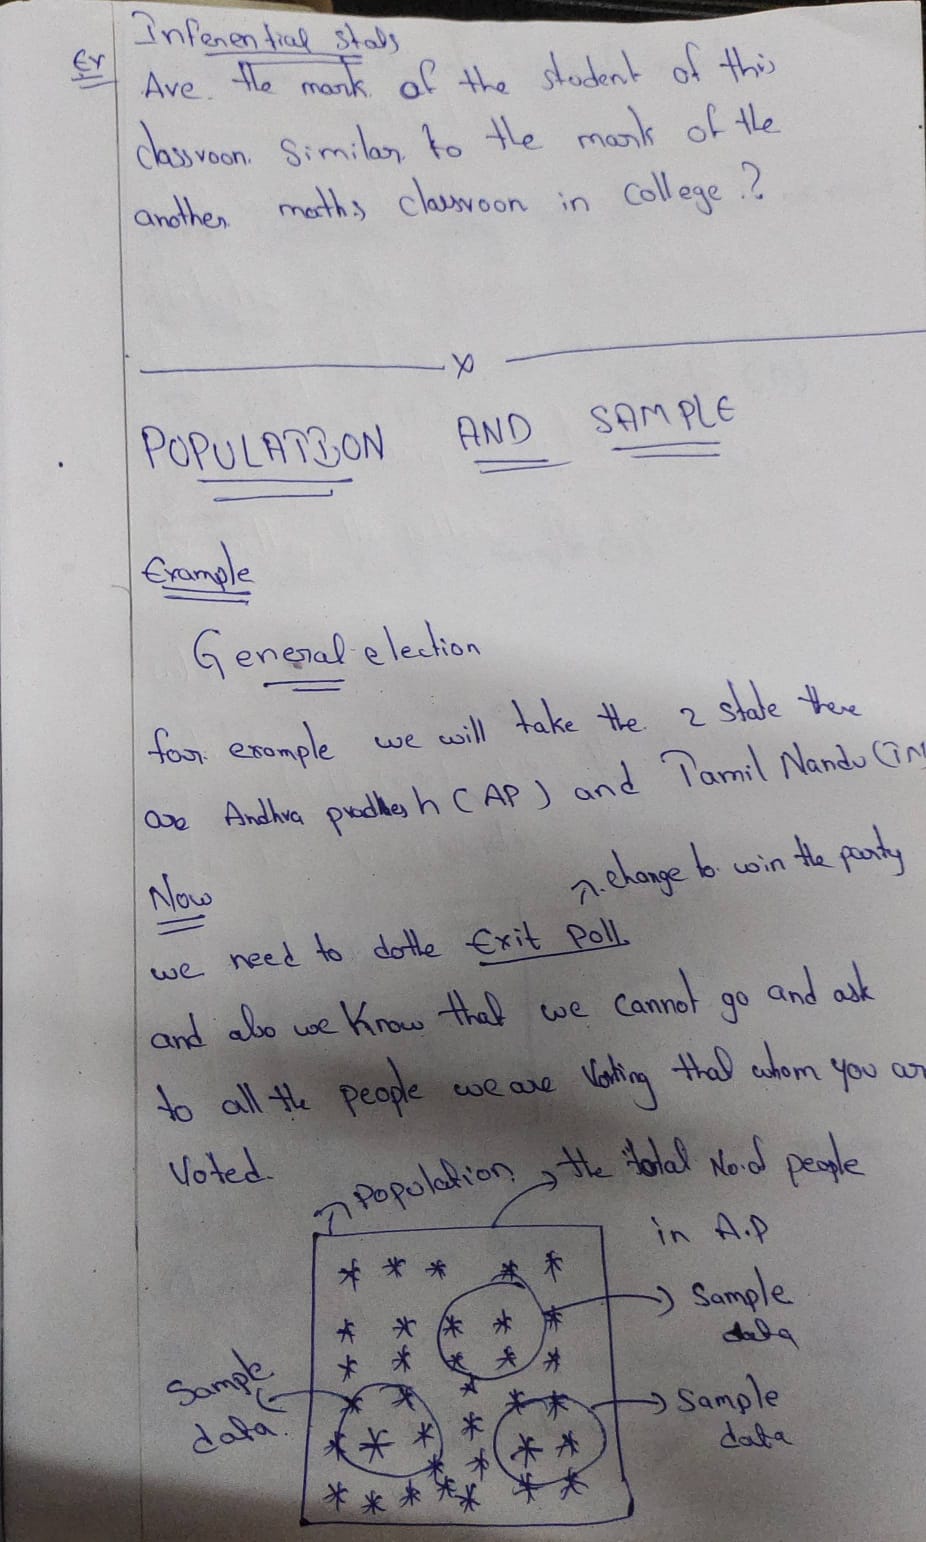 Inferential stats
Ex
Are the mark of the student of this
classroom similar to the mark of the
another maths classroom in college?
x
POPULATION AND SAMPLE
Example
General election
for example we will take the 2 state there
are Andhra pradhesh (AP) and Tamil Nandu (TN
change to win the party
Now
we need to do the Exit Poll
and also we know that we cannot go and ask
to all the people we are Voting that whom you ar
Voted.
population
the total No.of people
in A.P
Sample
data
Sample
data.
Sample
data